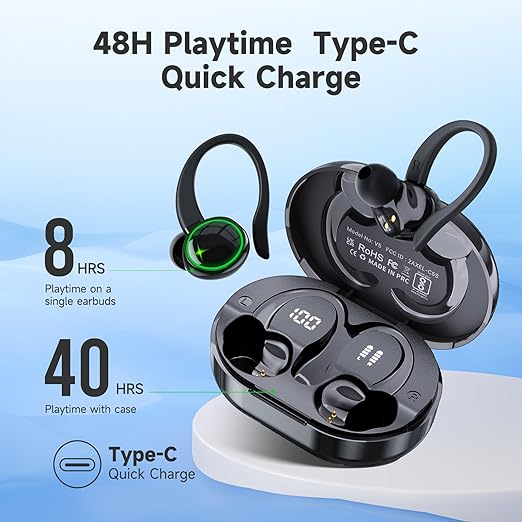 48H Playtime Type-C
Quick Charge
8 HRS
Playtime on a
single earbuds
40 HRS
Playtime with case
Type-C
Quick Charge
Model No: V5 FCC ID: 2AXEL-C5S
RoHS FC
CE MADE IN PRC
100
R